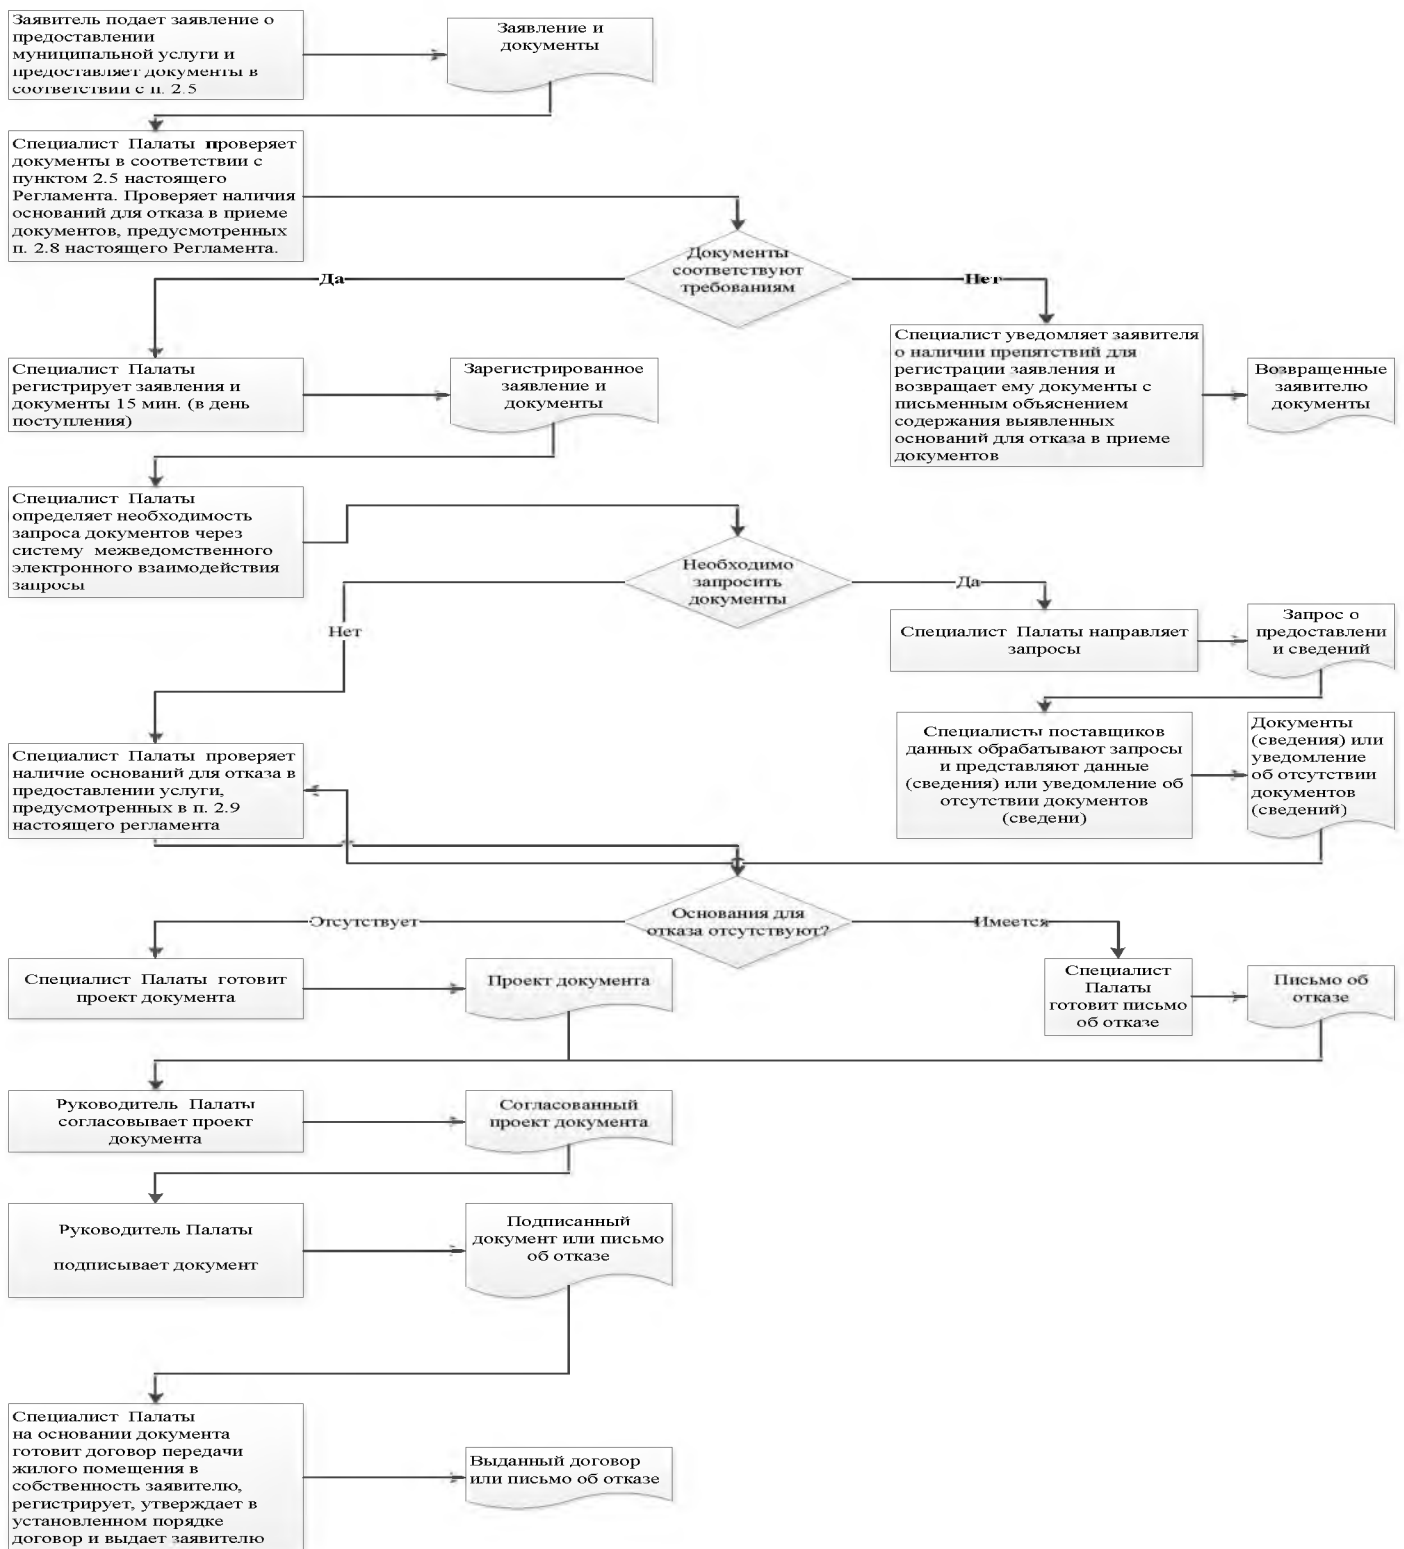 Заявитель подает заявление о
предоставлении
муниципальной услуги и
предоставляет документы в
соответствии с п. 2.5
Заявление и
документы
Специалист Палаты проверяет
документы в соответствии с
пунктом 2.5 настоящего
Регламента. Проверяет наличия
оснований для отказа в приеме
документов, предусмотренных
п. 2.8 настоящего Регламента.
Документы
соответствуют
требованиям
Да
Нет
Специалист Палаты
регистрирует заявления и
документы 15 мин. (в день
поступления)
Зарегистрированное
заявление и
документы
Специалист уведомляет заявителя
о наличии препятствий для
регистрации заявления и
возвращает ему документы с
письменным объяснением
содержания выявленных
оснований для отказа в приеме
документов
Возвращенные
заявителю
документы
Специалист Палаты
определяет необходимость
запроса документов через
систему межведомственного
электронного взаимодействия
запросы
Необходимо
запросить
документы
Да
Нет
Специалист Палаты направляет
запросы
Запрос о
предоставлени
и сведений
Специалисты поставщиков
данных обрабатывают запросы
и представляют данные
(сведения) или уведомление об
отсутствии документов
(сведени)
Документы
(сведения) или
уведомление
об отсутствии
документов
(сведений)
Специалист Палаты проверяет
наличие оснований для отказа в
предоставлении услуги,
предусмотренных в п. 2.9
настоящего регламента
Основания для
отказа отсутствуют?
Отсутствует
Имеется
Специалист Палаты готовит
проект документа
Проект документа
Специалист
Палаты
готовит письмо
об отказе
Письмо об
отказе
Руководитель Палаты
согласовывает проект
документа
Согласованный
проект документа
Руководитель Палаты
подписывает документ
Подписанный
документ или письмо
об отказе
Специалист Палаты
на основании документа
готовит договор передачи
жилого помещения в
собственность заявителю,
регистрирует, утверждает в
установленном порядке
договор и выдает заявителю
Выданный договор
или письмо об отказе